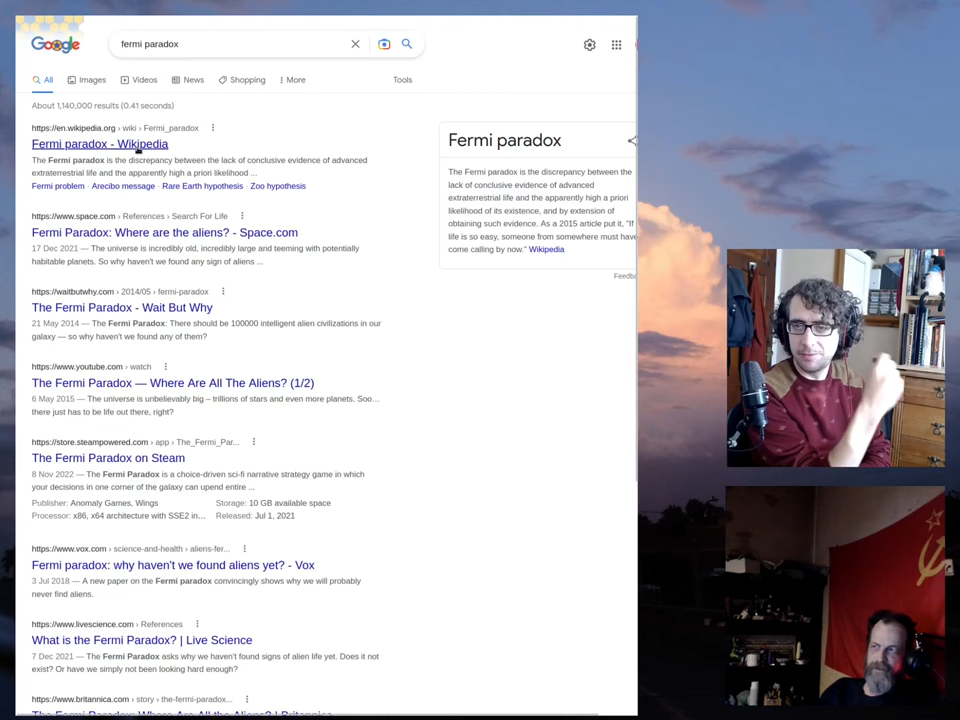 Google
fermi paradox
All Images Videos News Shopping More Tools
About 1,140,000 results (0.41 seconds)
https://en.wikipedia.org › wiki › Fermi_paradox
Fermi paradox - Wikipedia
The Fermi paradox is the discrepancy between the lack of conclusive evidence of advanced
extraterrestrial life and the apparently high a priori likelihood ...
Fermi problem · Arecibo message · Rare Earth hypothesis · Zoo hypothesis
https://www.space.com › References › Search For Life
Fermi Paradox: Where are the aliens? - Space.com
17 Dec 2021 — The universe is incredibly old, incredibly large and teeming with potentially
habitable planets. So why haven't we found any sign of aliens ...
https://waitbutwhy.com › 2014/05 › fermi-paradox
The Fermi Paradox - Wait But Why
21 May 2014 — The Fermi Paradox: There should be 100000 intelligent alien civilizations in our
galaxy — so why haven't we found any of them?
https://www.youtube.com › watch
The Fermi Paradox — Where Are All The Aliens? (1/2)
6 May 2015 — The universe is unbelievably big – trillions of stars and even more planets. Soo…
there just has to be life out there, right?
https://store.steampowered.com › app › The_Fermi_Par...
The Fermi Paradox on Steam
8 Nov 2022 — The Fermi Paradox is a choice-driven sci-fi narrative strategy game in which
your decisions in one corner of the galaxy can upend entire ...
Publisher: Anomaly Games, Wings Storage: 10 GB available space
Processor: x86, x64 architecture with SSE2 in… Released: Jul 1, 2021
https://www.vox.com › science-and-health › aliens-fer...
Fermi paradox: why haven't we found aliens yet? - Vox
3 Jul 2018 — A new paper on the Fermi paradox convincingly shows why we will probably
never find aliens.
https://www.livescience.com › References
What is the Fermi Paradox? | Live Science
7 Dec 2021 — The Fermi Paradox asks why we haven't found signs of alien life yet. Does it not
exist? Or have we simply not been looking hard enough?
https://www.britannica.com › story › the-fermi-paradox...
The Fermi Paradox: Where Are All the Aliens? | Britannica
Fermi paradox
The Fermi paradox is the discrepancy between the
lack of conclusive evidence of advanced
extraterrestrial life and the apparently high a priori
likelihood of its existence, and by extension of
obtaining such evidence. As a 2015 article put it, "If
life is so easy, someone from somewhere must have
come calling by now." Wikipedia
Feedb